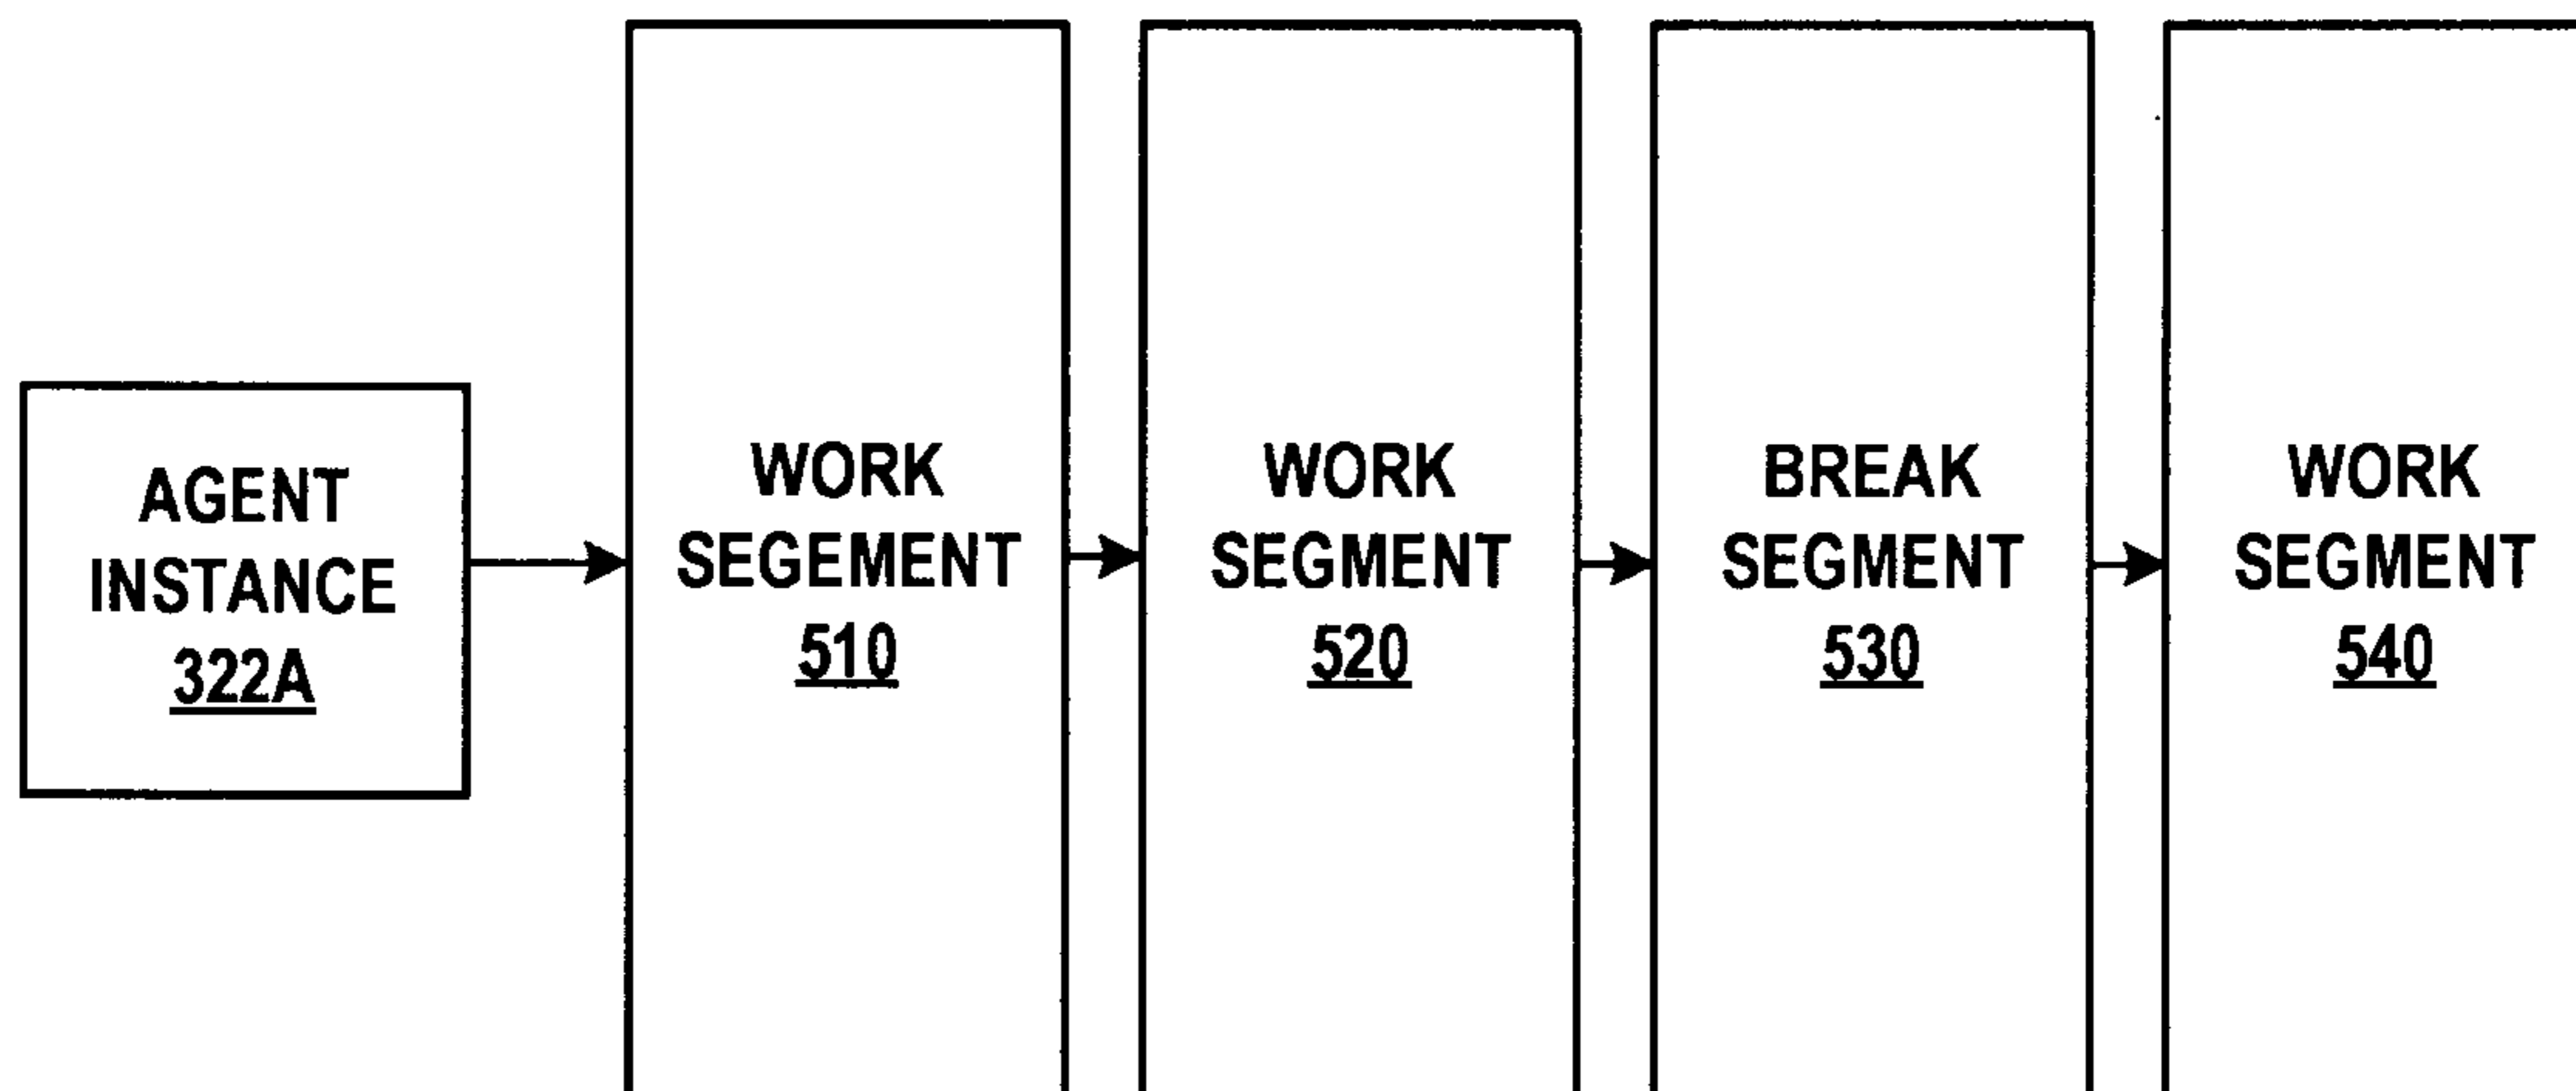 AGENT
INSTANCE
322A
WORK
SEGEMENT
510
WORK
SEGMENT
520
BREAK
SEGMENT
530
WORK
SEGMENT
540